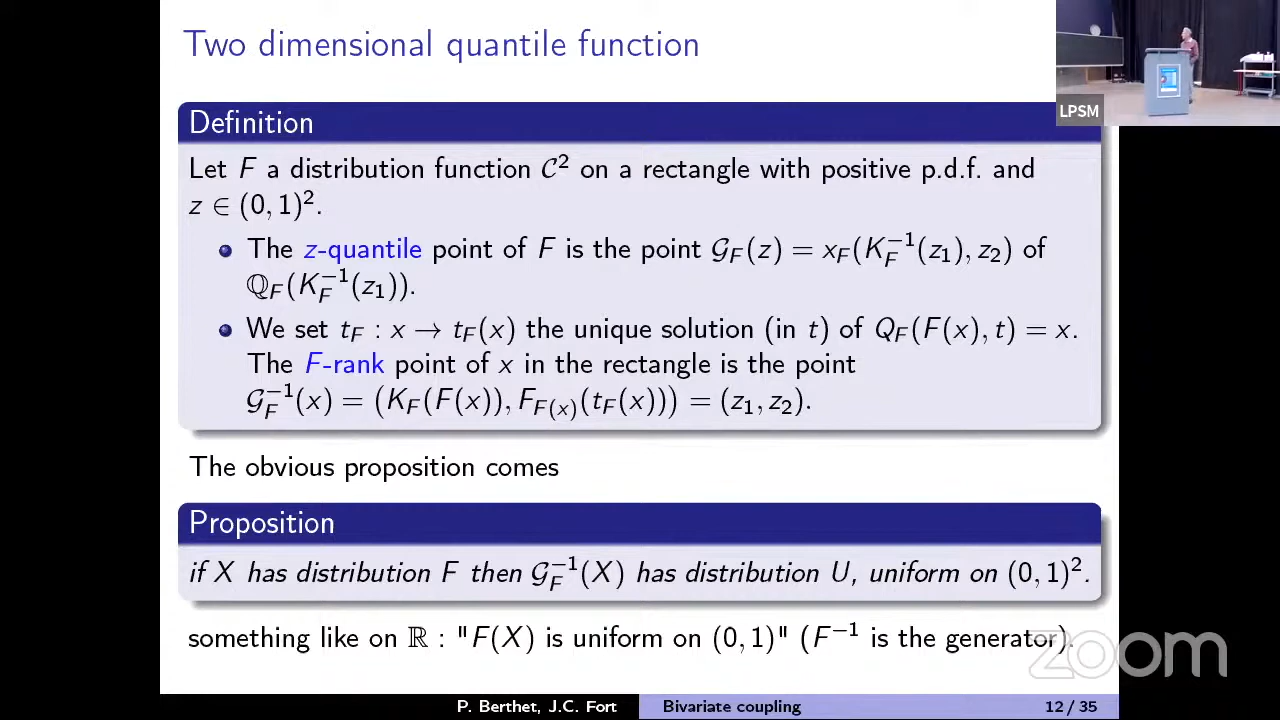 Two dimensional quantile function
LPSM
Definition
Let F a distribution function 𝒞² on a rectangle with positive p.d.f. and
z ∈ (0, 1)².
The z-quantile point of F is the point 𝒢_F(z) = x_F(K_F^{-1}(z₁), z₂) of
ℚ_F(K_F^{-1}(z₁)).
We set t_F : x → t_F(x) the unique solution (in t) of Q_F(F(x), t) = x.
The F-rank point of x in the rectangle is the point
𝒢_F^{-1}(x) = (K_F(F(x)), F_{F(x)}(t_F(x))) = (z₁, z₂).
The obvious proposition comes
Proposition
if X has distribution F then 𝒢_F^{-1}(X) has distribution U, uniform on (0, 1)².
something like on ℝ : "F(X) is uniform on (0, 1)" (F⁻¹ is the generator).
zoom
P. Berthet, J.C. Fort Bivariate coupling 12 / 35